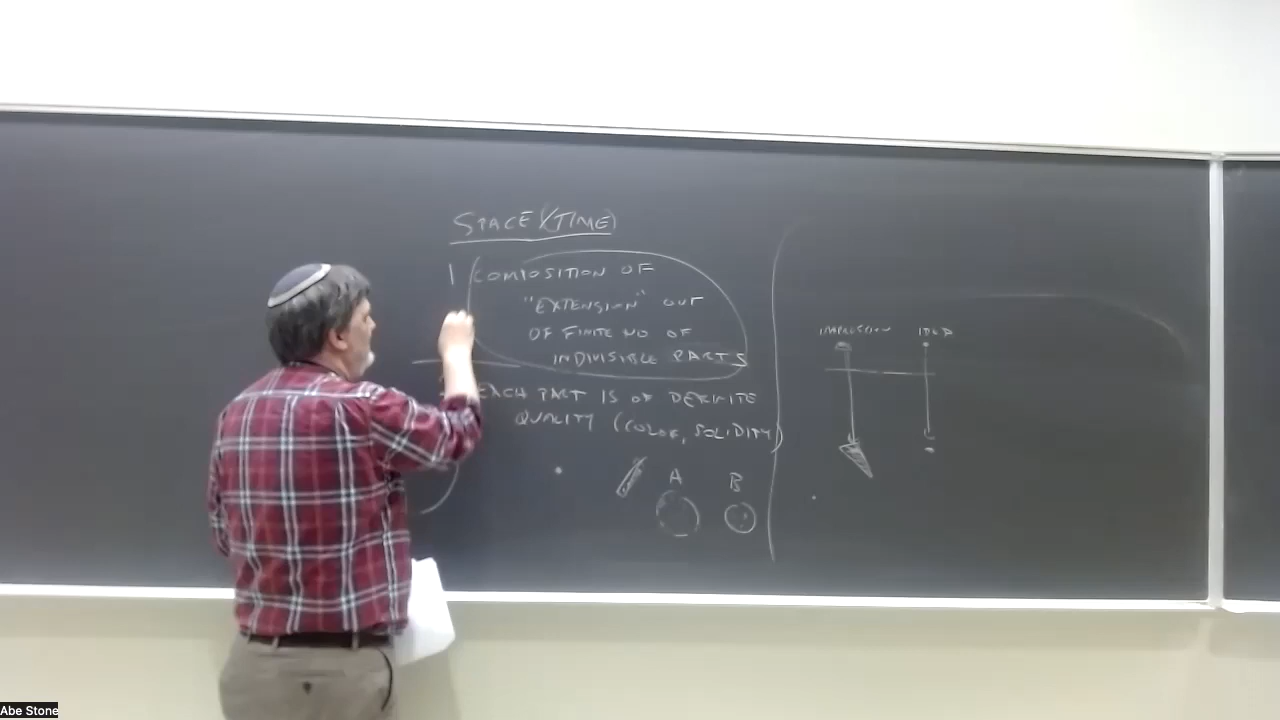 SPACE (TIME)
1 COMPOSITION OF
"EXTENSION" OUT
OF FINITE NO OF
INDIVISIBLE PARTS
EACH PART IS OF DEFINITE
QUALITY (COLOR, SOLIDITY)
A B
IMPRESSION IDEA
Abe Stone